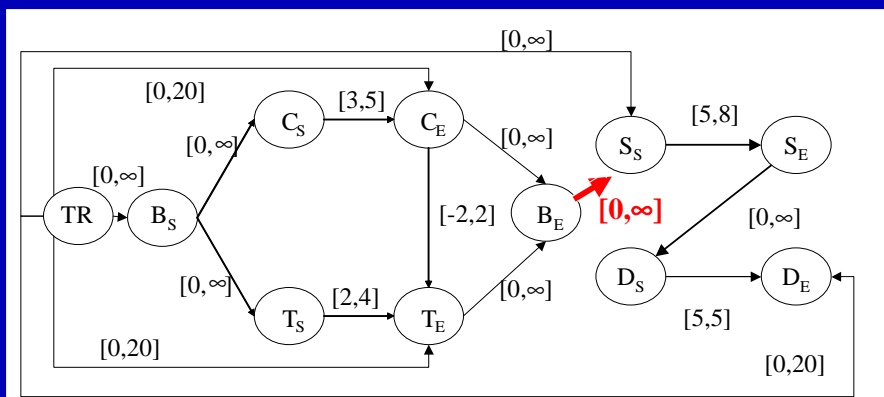 [0,∞]
[0,20]
[3,5]
[5,8]
C_S
C_E
[0,∞]
[0,∞]
S_S
S_E
[0,∞]
TR
B_S
[-2,2]
B_E
[0,∞]
[0,∞]
[0,∞]
[2,4]
[0,∞]
D_S
D_E
T_S
T_E
[5,5]
[0,20]
[0,20]